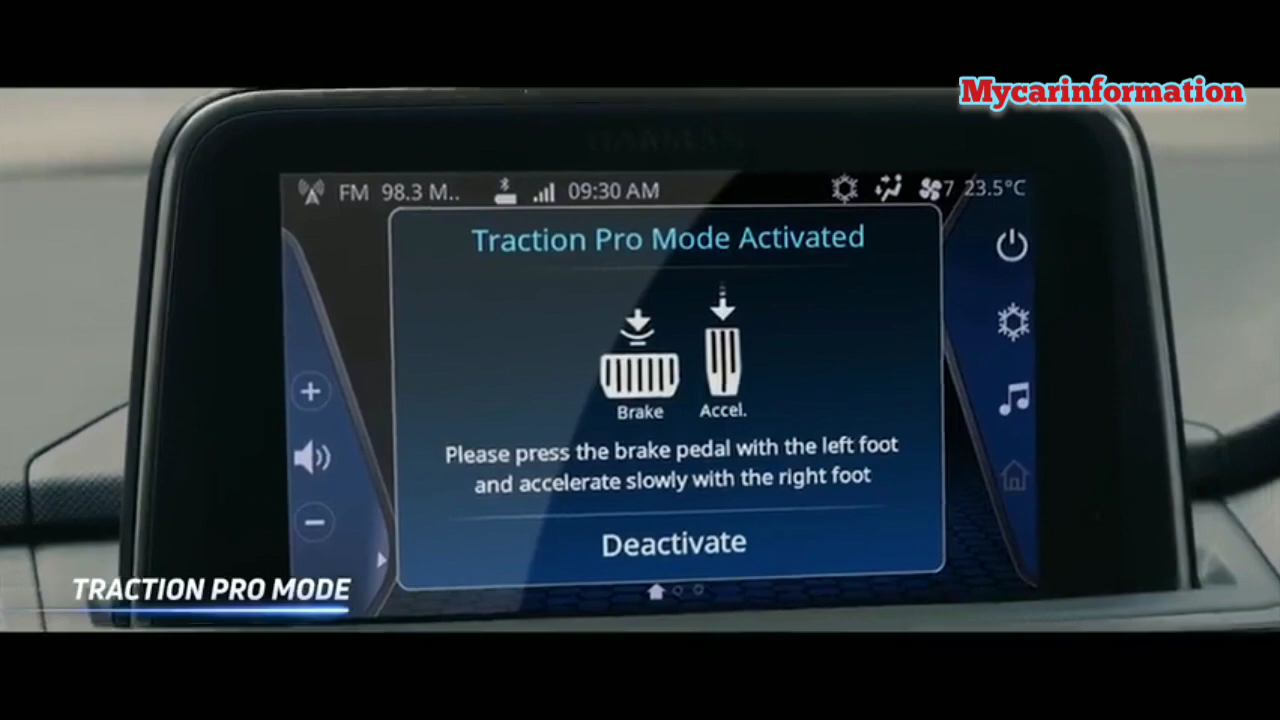 Mycarinformation
HARMAN
FM 98.3 M.. 09:30 AM 7 23.5°C
Traction Pro Mode Activated
Brake Accel.
Please press the brake pedal with the left foot
and accelerate slowly with the right foot
Deactivate
TRACTION PRO MODE